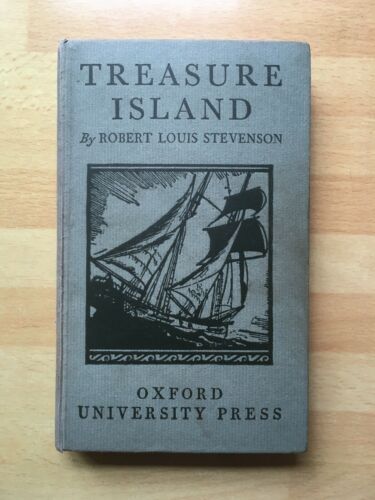 TREASURE
ISLAND
By ROBERT LOUIS STEVENSON
OXFORD
UNIVERSITY PRESS